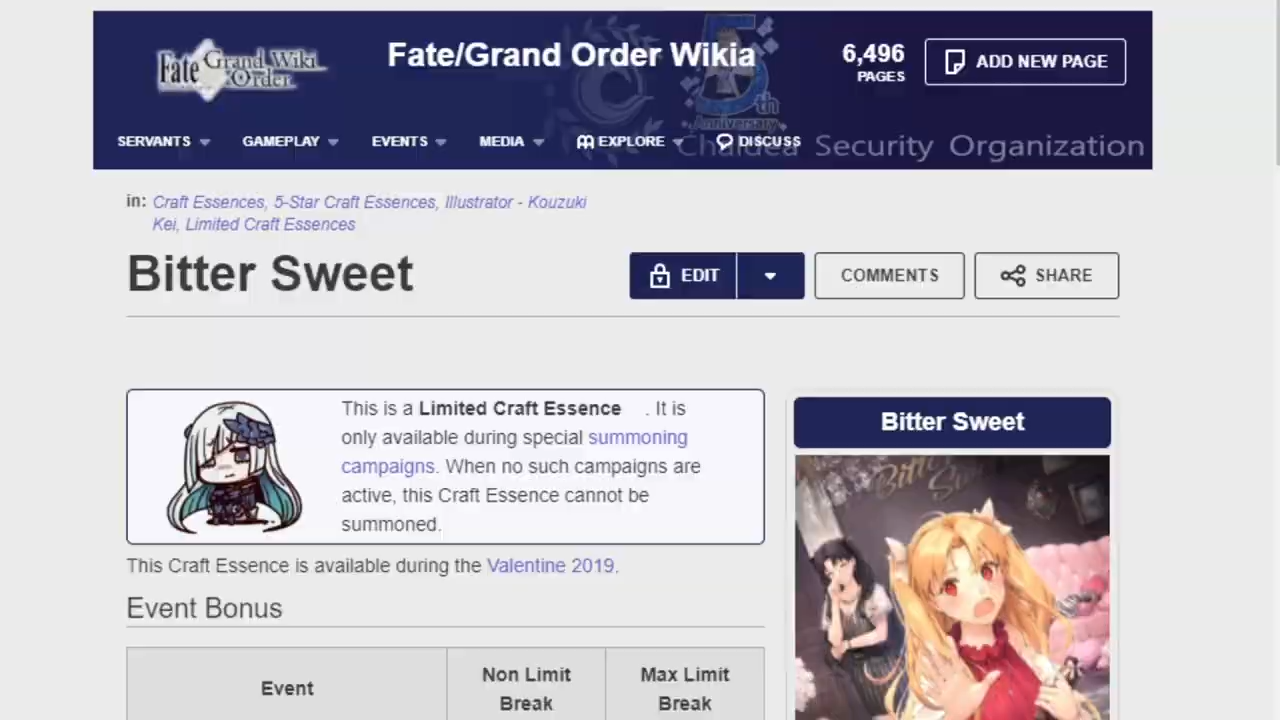 Fate Grand Wiki
Order
Fate/Grand Order Wikia
6,496
PAGES
ADD NEW PAGE
5th
Anniversary
SERVANTS
GAMEPLAY
EVENTS
MEDIA
EXPLORE
DISCUSS
Chaldea Security Organization
in: Craft Essences, 5-Star Craft Essences, Illustrator - Kouzuki
Kei, Limited Craft Essences
Bitter Sweet
EDIT
COMMENTS
SHARE
This is a Limited Craft Essence . It is
only available during special summoning
campaigns. When no such campaigns are
active, this Craft Essence cannot be
summoned.
This Craft Essence is available during the Valentine 2019.
Event Bonus
Event
Non Limit
Break
Max Limit
Break
Bitter Sweet